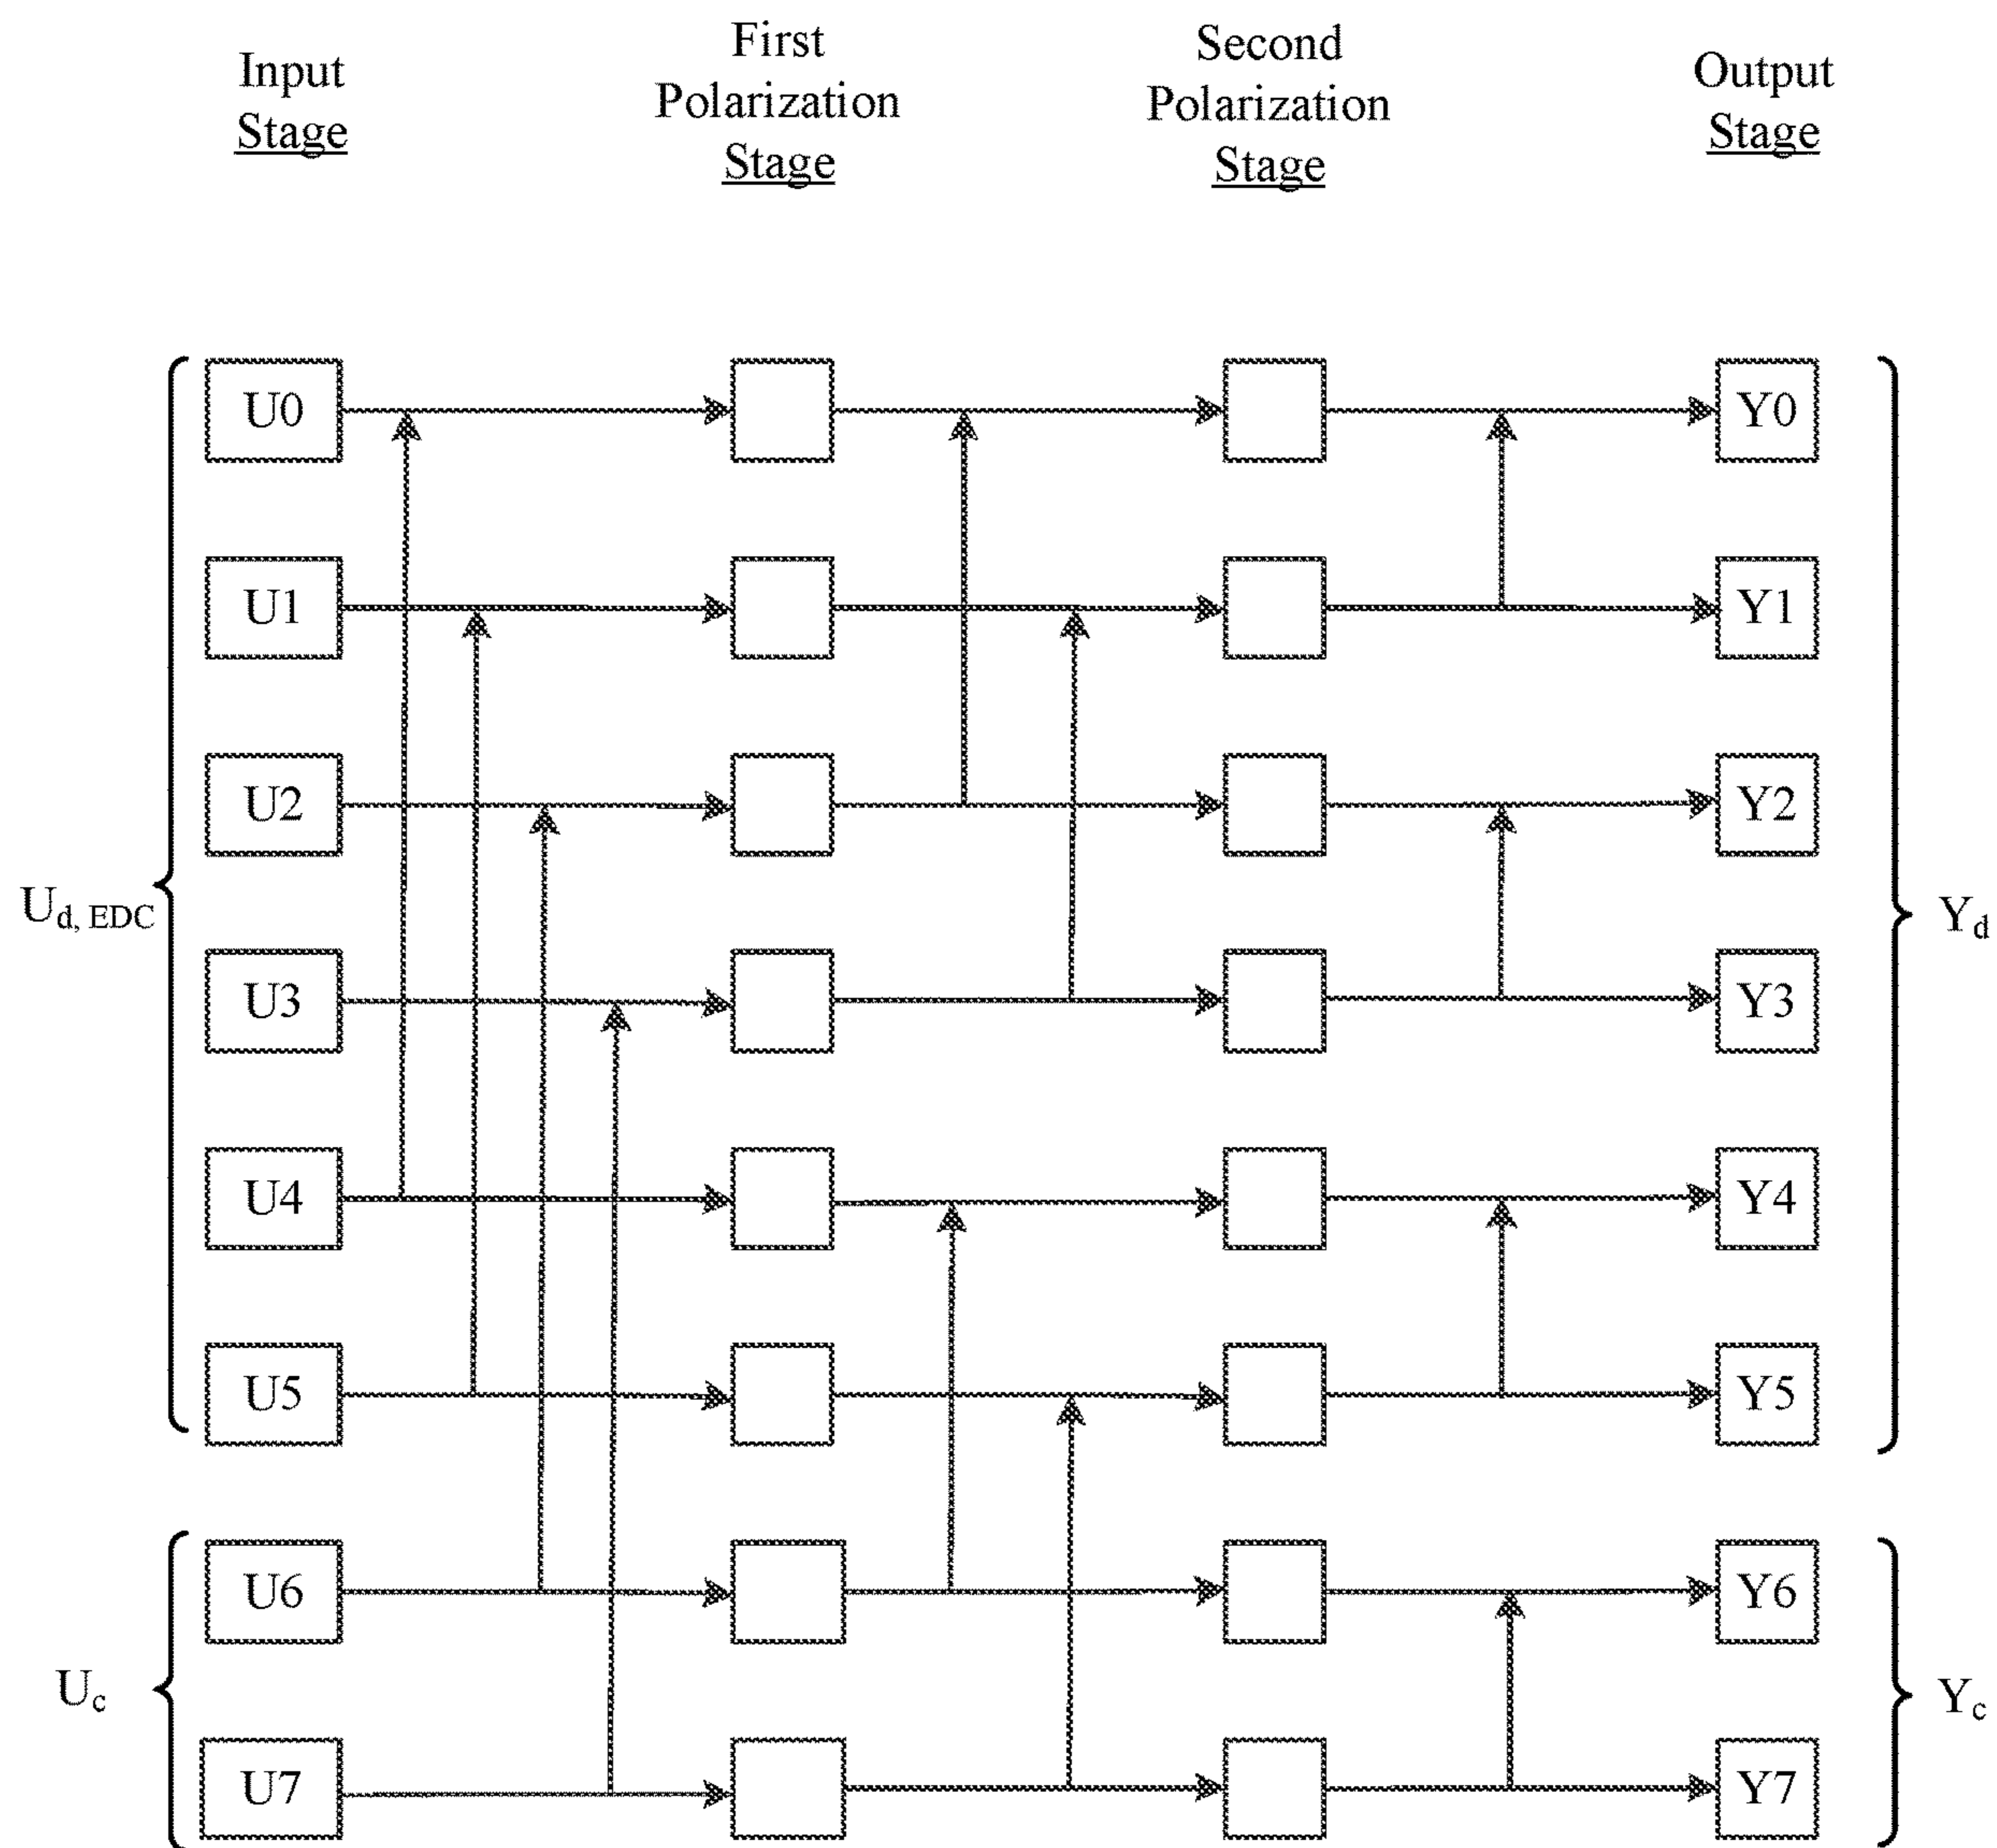 Input
Stage
First
Polarization
Stage
Second
Polarization
Stage
Output
Stage
U0
Y0
U1
Y1
U2
Y2
Ud, EDC
Yd
U3
Y3
U4
Y4
U5
Y5
U6
Y6
Uc
Yc
U7
Y7